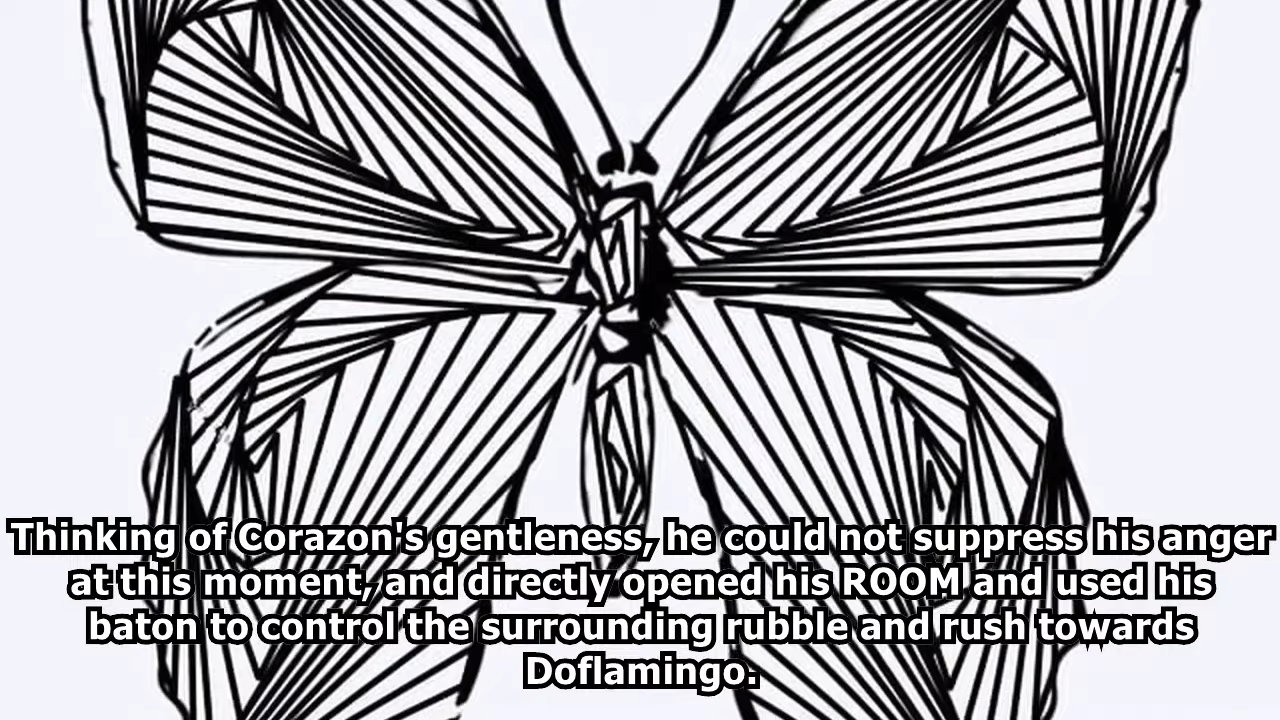 Thinking of Corazon's gentleness, he could not suppress his anger
at this moment, and directly opened his ROOM and used his
baton to control the surrounding rubble and rush towards
Doflamingo.